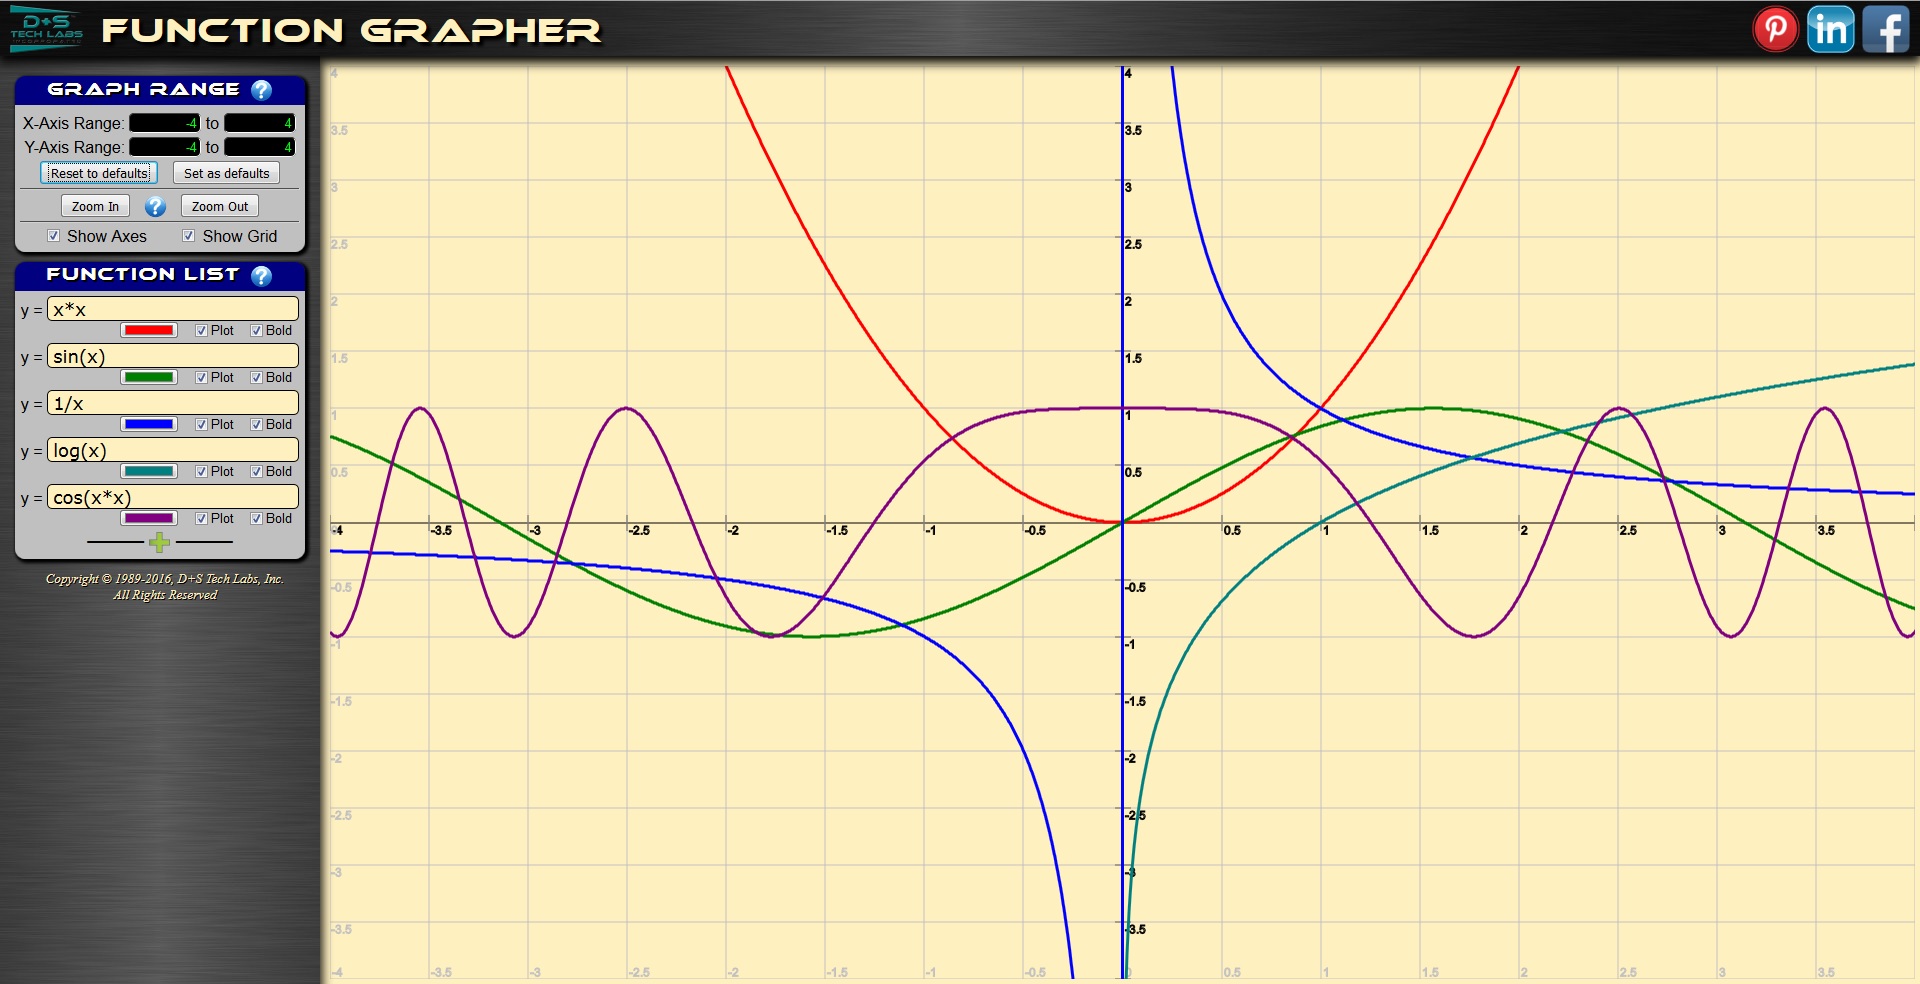 D+S
TECH LABS
INCORPORATED
FUNCTION GRAPHER
in
f
GRAPH RANGE ?
X-Axis Range: -4 to 4
Y-Axis Range: -4 to 4
Reset to defaults Set as defaults
Zoom In ? Zoom Out
Show Axes Show Grid
FUNCTION LIST ?
y = x*x
Plot Bold
y = sin(x)
Plot Bold
y = 1/x
Plot Bold
y = log(x)
Plot Bold
y = cos(x*x)
Plot Bold
Copyright © 1989-2016, D+S Tech Labs, Inc.
All Rights Reserved
4 4
3.5 3.5
3 3
2.5 2.5
2 2
1.5 1.5
1 1
0.5 0.5
-4 -3.5 -3 -2.5 -2 -1.5 -1 -0.5 0.5 1 1.5 2 2.5 3 3.5
-0.5 -0.5
-1 -1
-1.5 -1.5
-2 -2
-2.5 -2.5
-3 -3
-3.5 -3.5
-4 -3.5 -3 -2.5 -2 -1.5 -1 -0.5 0 0.5 1 1.5 2 2.5 3 3.5